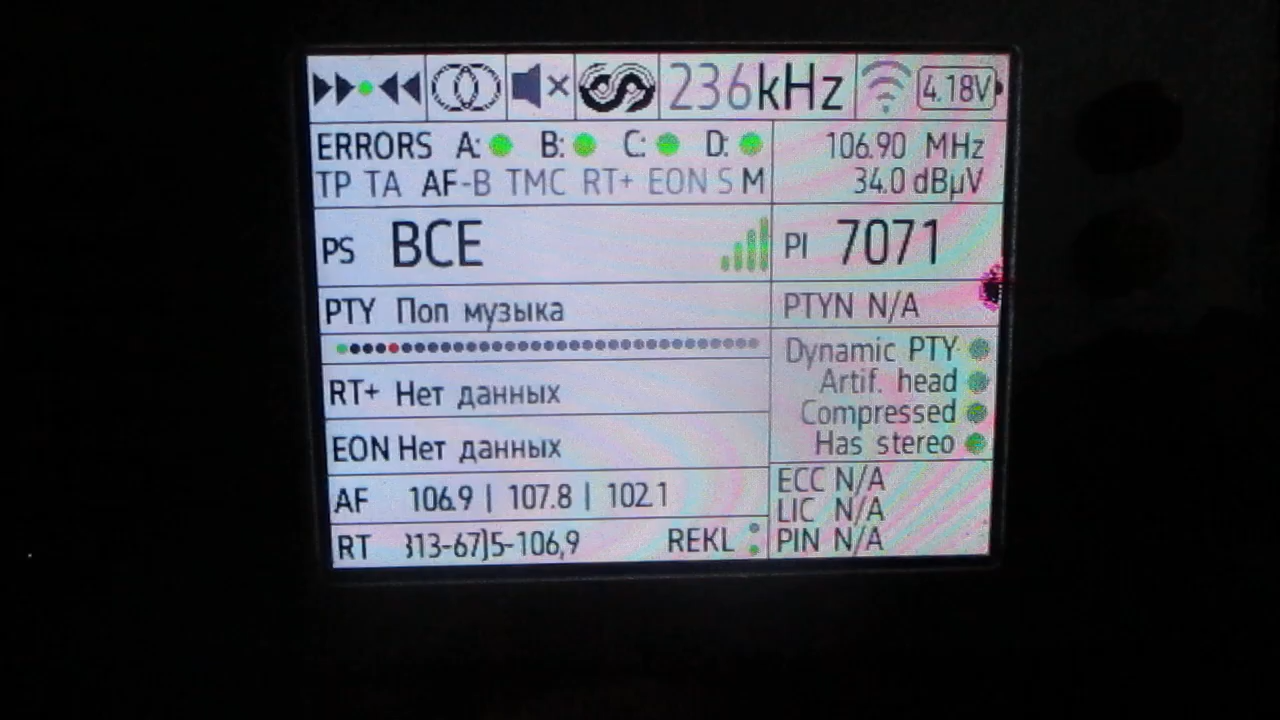 236kHz 4.18V
ERRORS A: B: C: D: 106.90 MHz
TP TA AF-B TMC RT+ EON S M 34.0 dBµV
PS ВСЕ PI 7071
PTY Поп музыка PTYN N/A
Dynamic PTY
RT+ Нет данных Artif. head
Compressed
EON Нет данных Has stereo
AF 106.9 | 107.8 | 102.1 ECC N/A
LIC N/A
RT 313-67)5-106,9 REKL PIN N/A